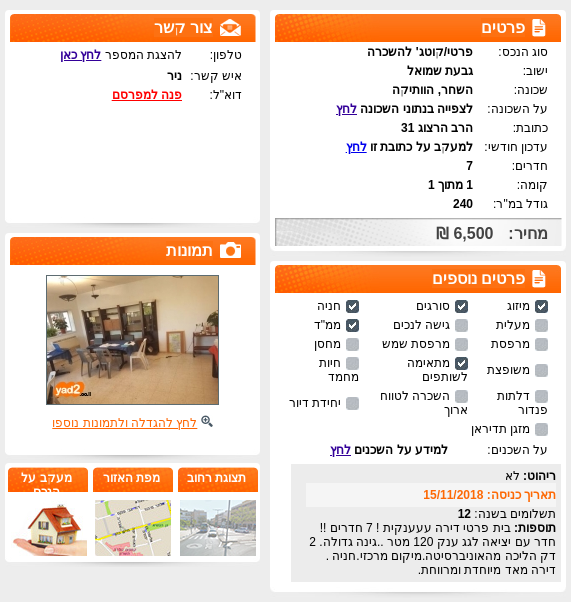 פרטים
סוג הנכס: פרטי/קוטג' להשכרה
ישוב: גבעת שמואל
שכונה: השחר, הוותיקה
על השכונה: לצפייה בנתוני השכונה לחץ
כתובת: הרב הרצוג 31
עדכון חודשי: למעקב על כתובת זו לחץ
חדרים: 7
קומה: 1 מתוך 1
גודל במ"ר: 240
מחיר: 6,500 ₪
פרטים נוספים
מיזוג סורגים חניה
מעלית גישה לנכים ממ"ד
מרפסת מרפסת שמש מחסן
משופצת מתאימה לשותפים חיות מחמד
דלתות פנדור השכרה לטווח ארוך יחידת דיור
מזגן תדיראן
על השכנים: למידע על השכנים לחץ
ריהוט: לא
תאריך כניסה: 15/11/2018
תשלומים בשנה: 12
תוספות: בית פרטי דירה עעענקית ! 7 חדרים !!
חדר עם יציאה לגג ענק 120 מטר ..גינה גדולה. 2
דק הליכה מהאוניברסיטה.מיקום מרכזי.חניה .
דירה מאד מיוחדת ומרווחת.
צור קשר
טלפון: להצגת המספר לחץ כאן
איש קשר: ניר
דוא"ל: פנה למפרסם
תמונות
yad2.co.il
לחץ להגדלה ולתמונות נוספו
תצוגת רחוב
מפת האזור
מעקב על
הנכס